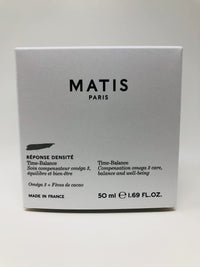 MATIS
PARIS
RÉPONSE DENSITÉ
Time-Balance
Soin compensateur oméga 3,
équilibre et bien-être
Time-Balance
Compensation omega 3 care,
balance and well-being
Oméga 3 + Fèves de cacao
MADE IN FRANCE
50 ml ℮ 1.69 FL.OZ.